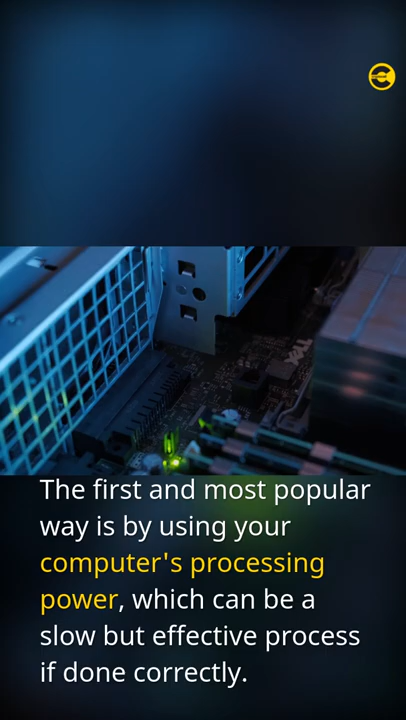 The first and most popular
way is by using your
computer's processing
power, which can be a
slow but effective process
if done correctly.